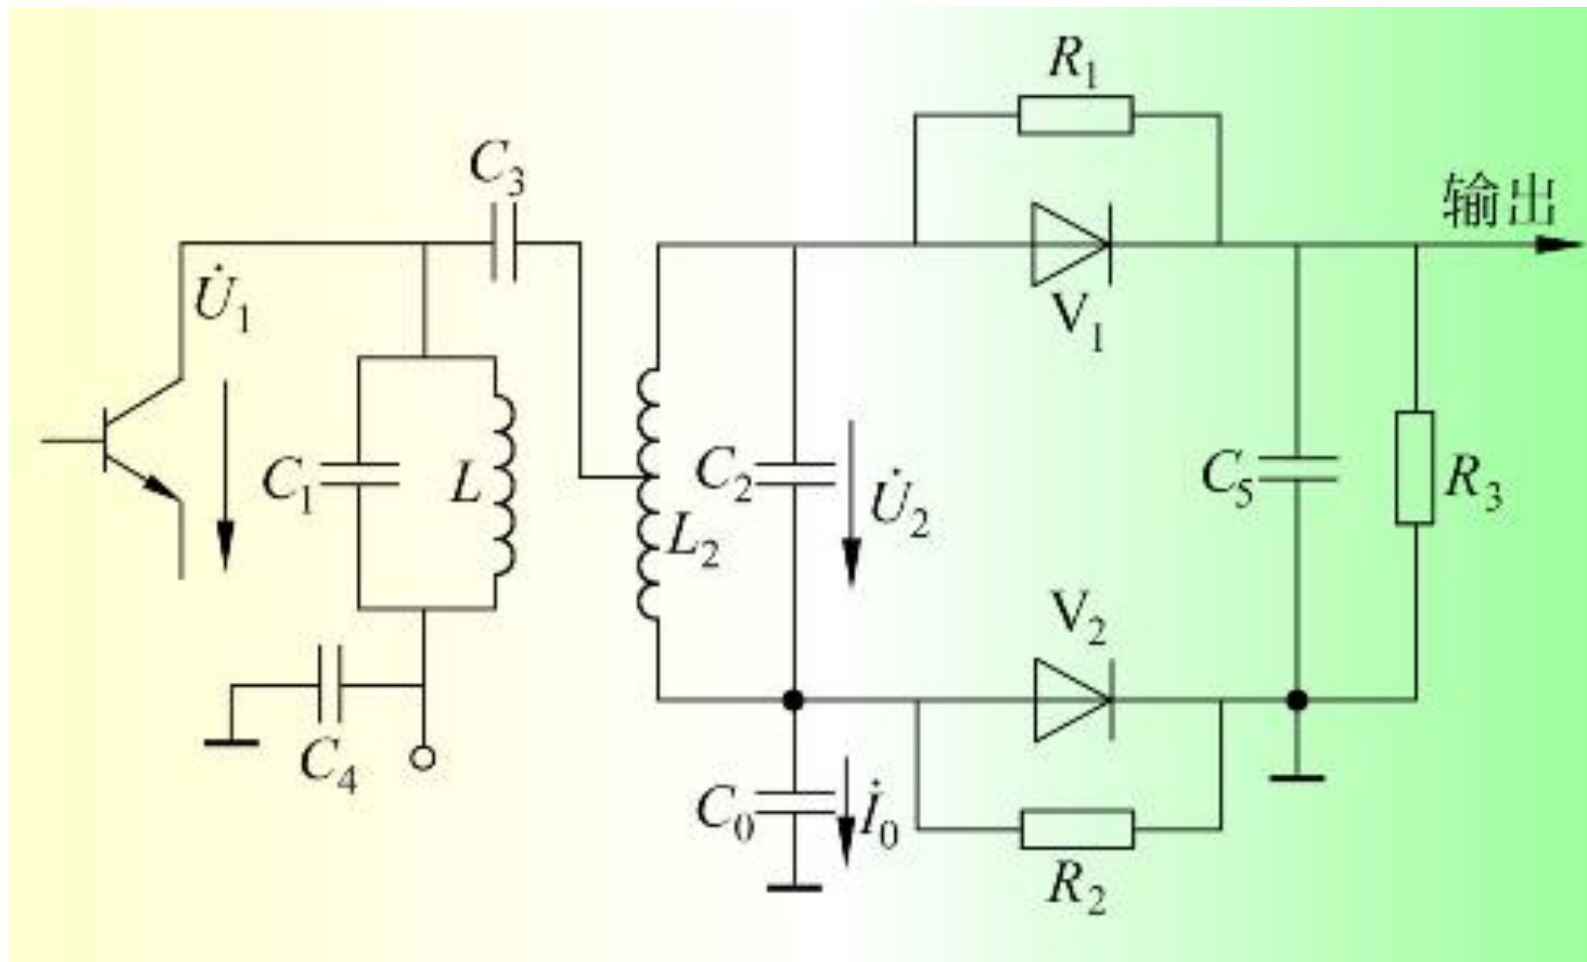 R₁
C₃
输出
U̇₁
V₁
C₁
L
C₂
U̇₂
C₅
R₃
L₂
V₂
C₄
C₀
İ₀
R₂